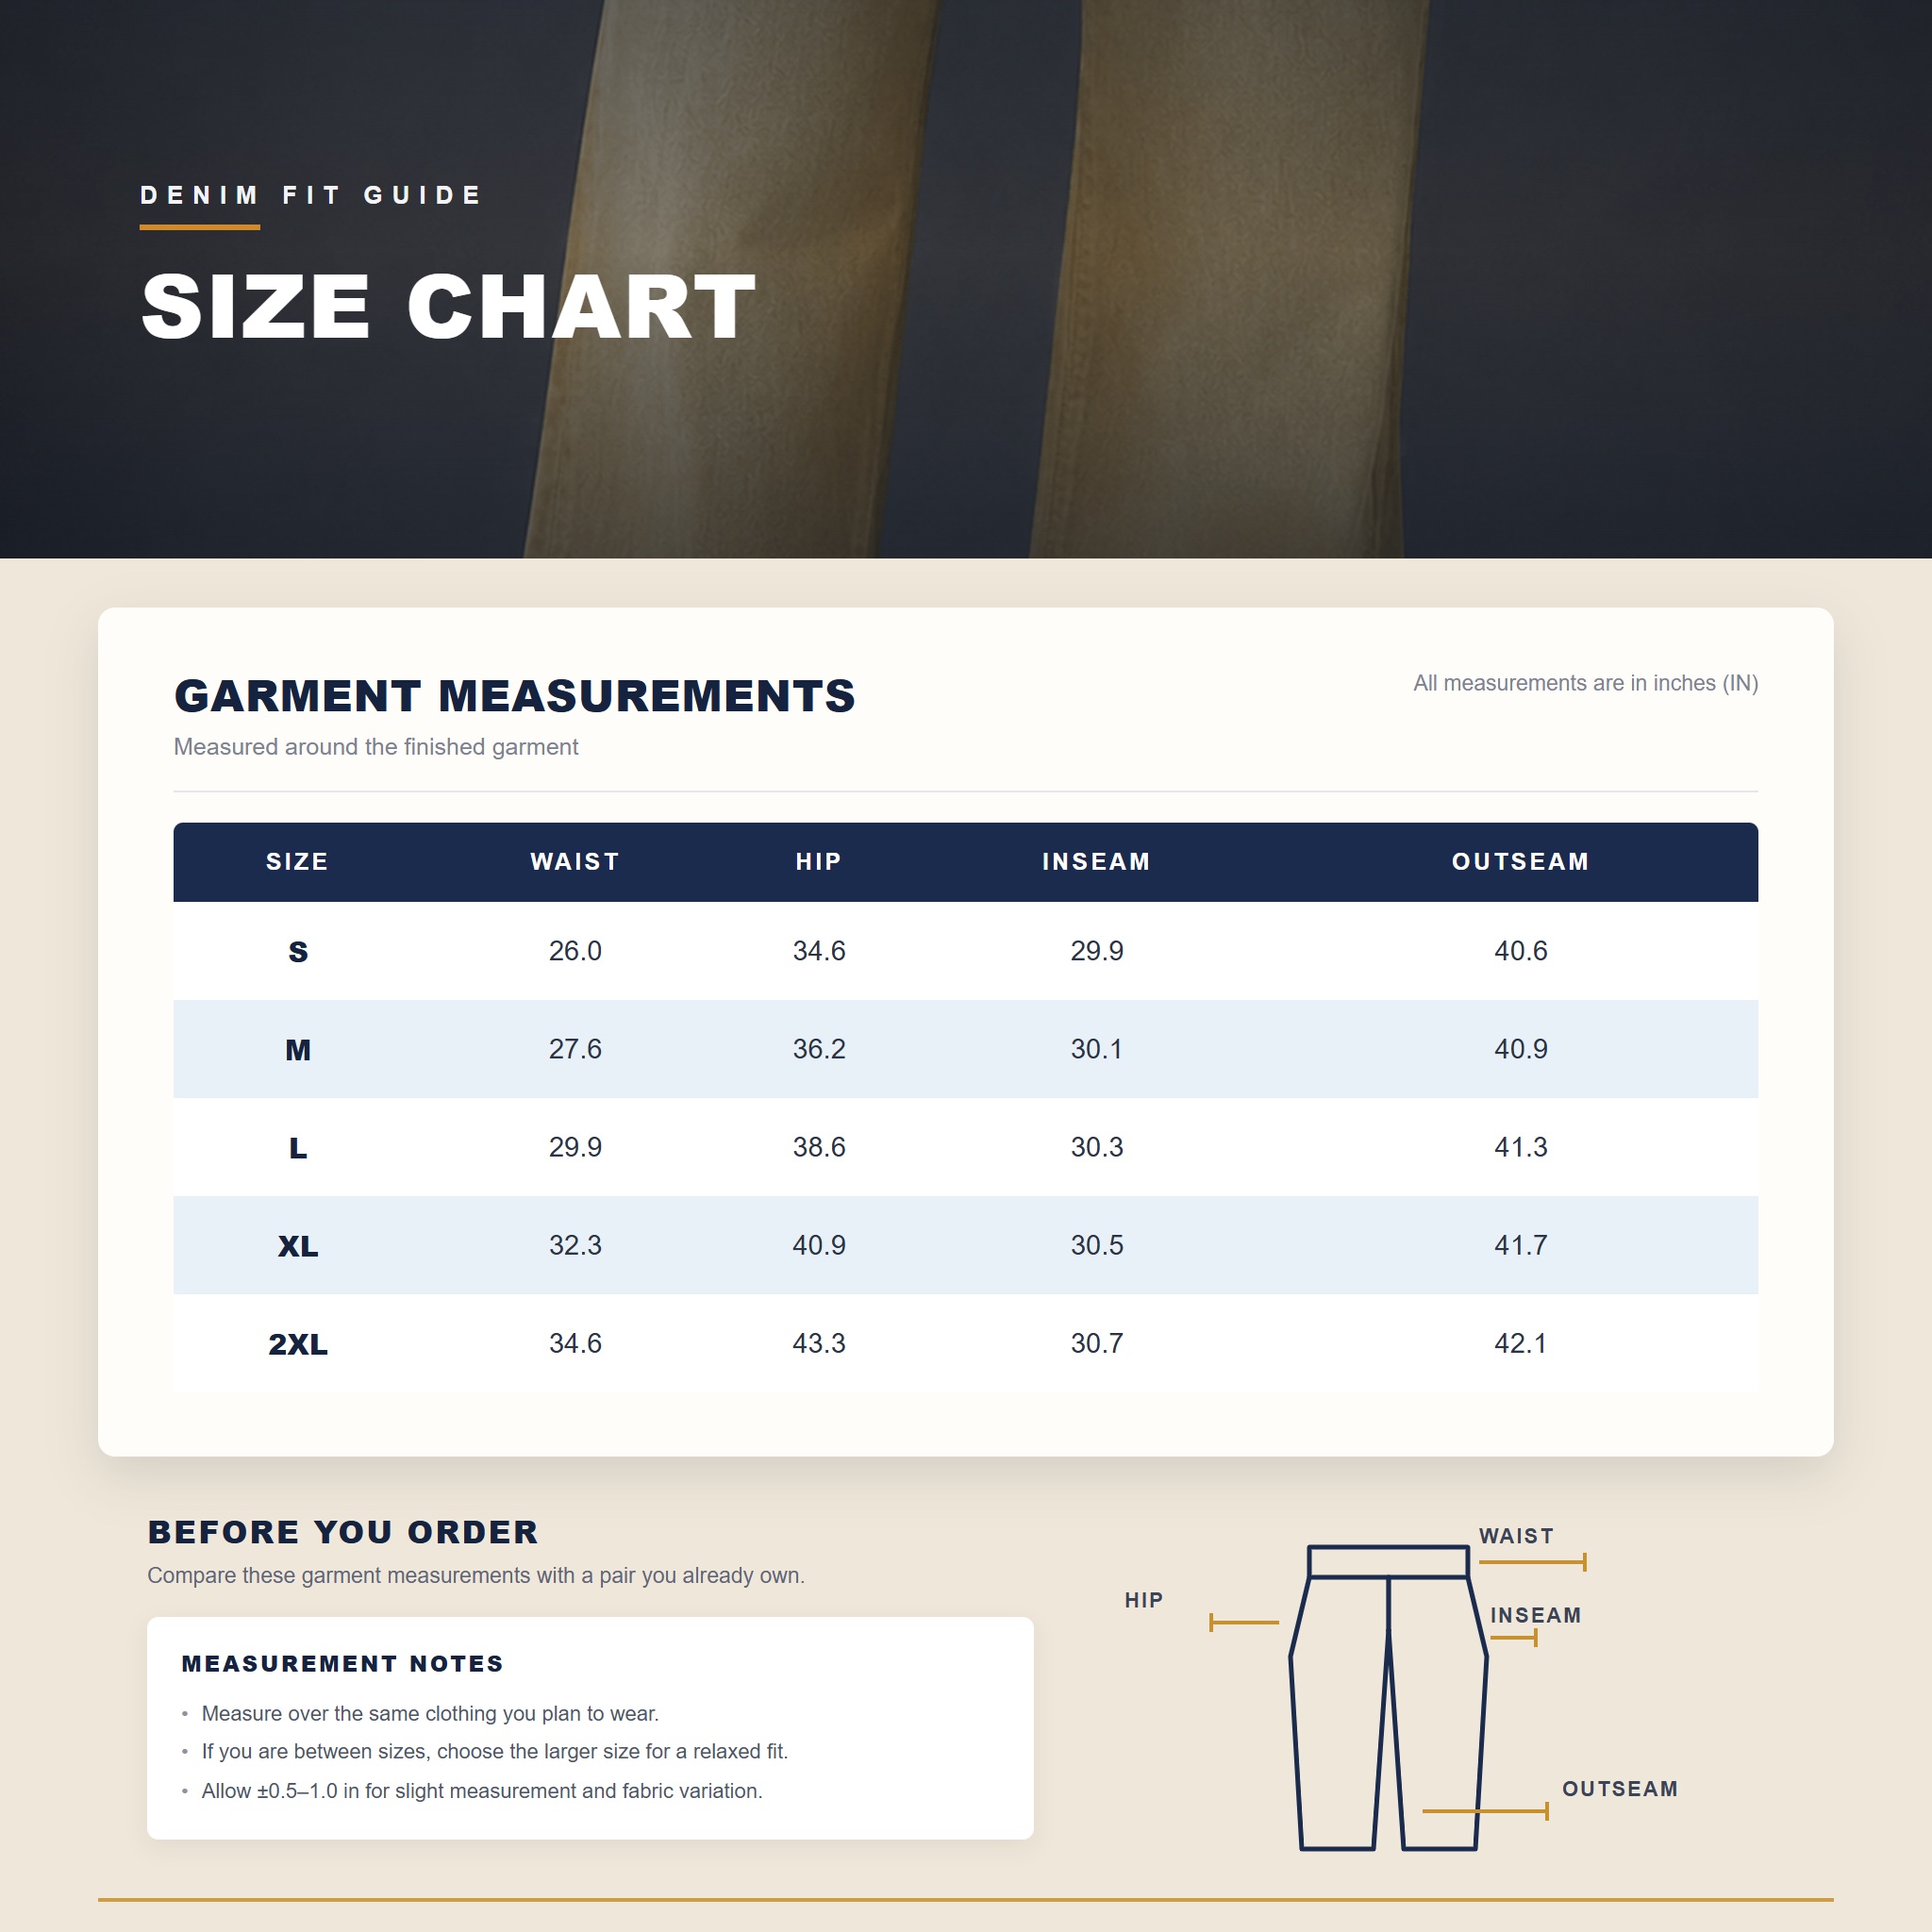 DENIM FIT GUIDE
SIZE CHART
GARMENT MEASUREMENTS
All measurements are in inches (IN)
Measured around the finished garment
SIZE WAIST HIP INSEAM OUTSEAM
S 26.0 34.6 29.9 40.6
M 27.6 36.2 30.1 40.9
L 29.9 38.6 30.3 41.3
XL 32.3 40.9 30.5 41.7
2XL 34.6 43.3 30.7 42.1
BEFORE YOU ORDER
Compare these garment measurements with a pair you already own.
MEASUREMENT NOTES
• Measure over the same clothing you plan to wear.
• If you are between sizes, choose the larger size for a relaxed fit.
• Allow ±0.5–1.0 in for slight measurement and fabric variation.
WAIST
HIP
INSEAM
OUTSEAM